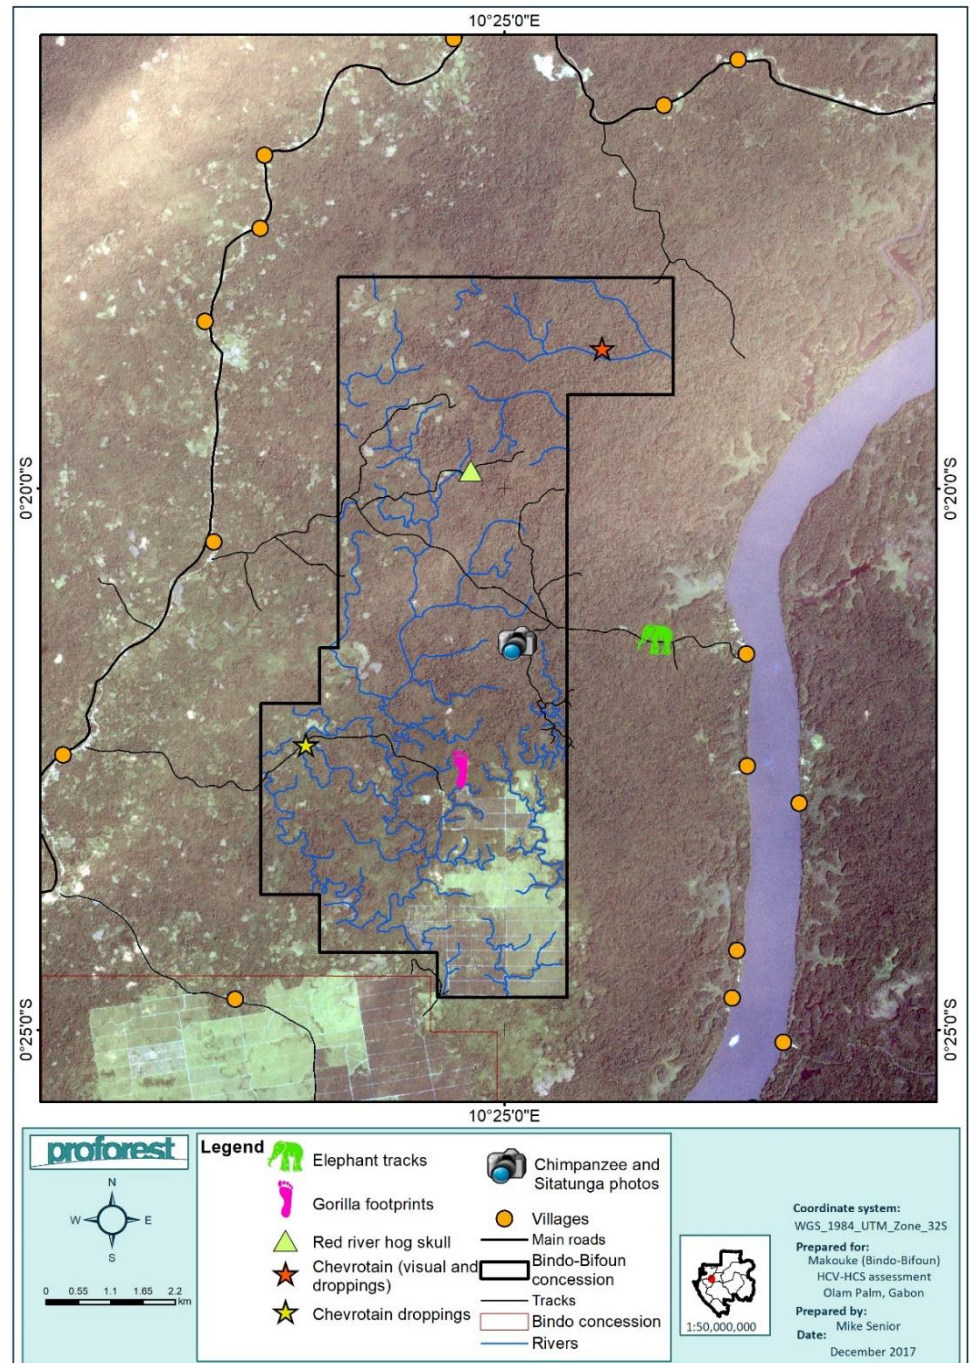 10°25'0"E
0°20'0"S
0°20'0"S
0°25'0"S
0°25'0"S
10°25'0"E
proforest
N
W
E
S
0 0.55 1.1 1.65 2.2
km
Legend
Elephant tracks
Gorilla footprints
Red river hog skull
Chevrotain (visual and
droppings)
Chevrotain droppings
Chimpanzee and
Sitatunga photos
Villages
Main roads
Bindo-Bifoun
concession
Tracks
Bindo concession
Rivers
1:50,000,000
Coordinate system:
WGS_1984_UTM_Zone_32S
Prepared for:
Makouke (Bindo-Bifoun)
HCV-HCS assessment
Olam Palm, Gabon
Prepared by:
Mike Senior
Date:
December 2017